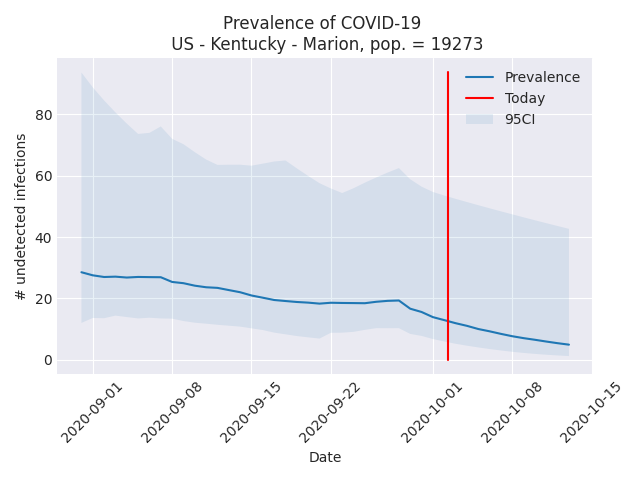 Prevalence of COVID-19
US - Kentucky - Marion, pop. = 19273
Prevalence
Today
95CI
# undetected infections
80
60
40
20
0
2020-09-01
2020-09-08
2020-09-15
2020-09-22
2020-10-01
2020-10-08
2020-10-15
Date